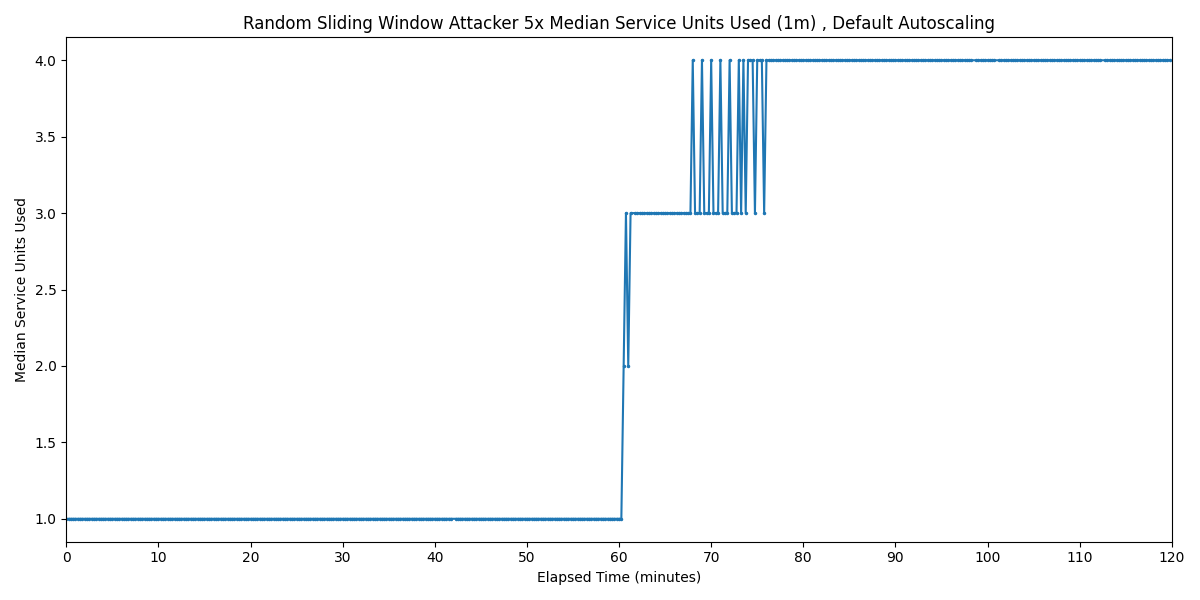 Random Sliding Window Attacker 5x Median Service Units Used (1m) , Default Autoscaling
4.0
3.5
3.0
2.5
2.0
1.5
1.0
Median Service Units Used
0 10 20 30 40 50 60 70 80 90 100 110 120
Elapsed Time (minutes)